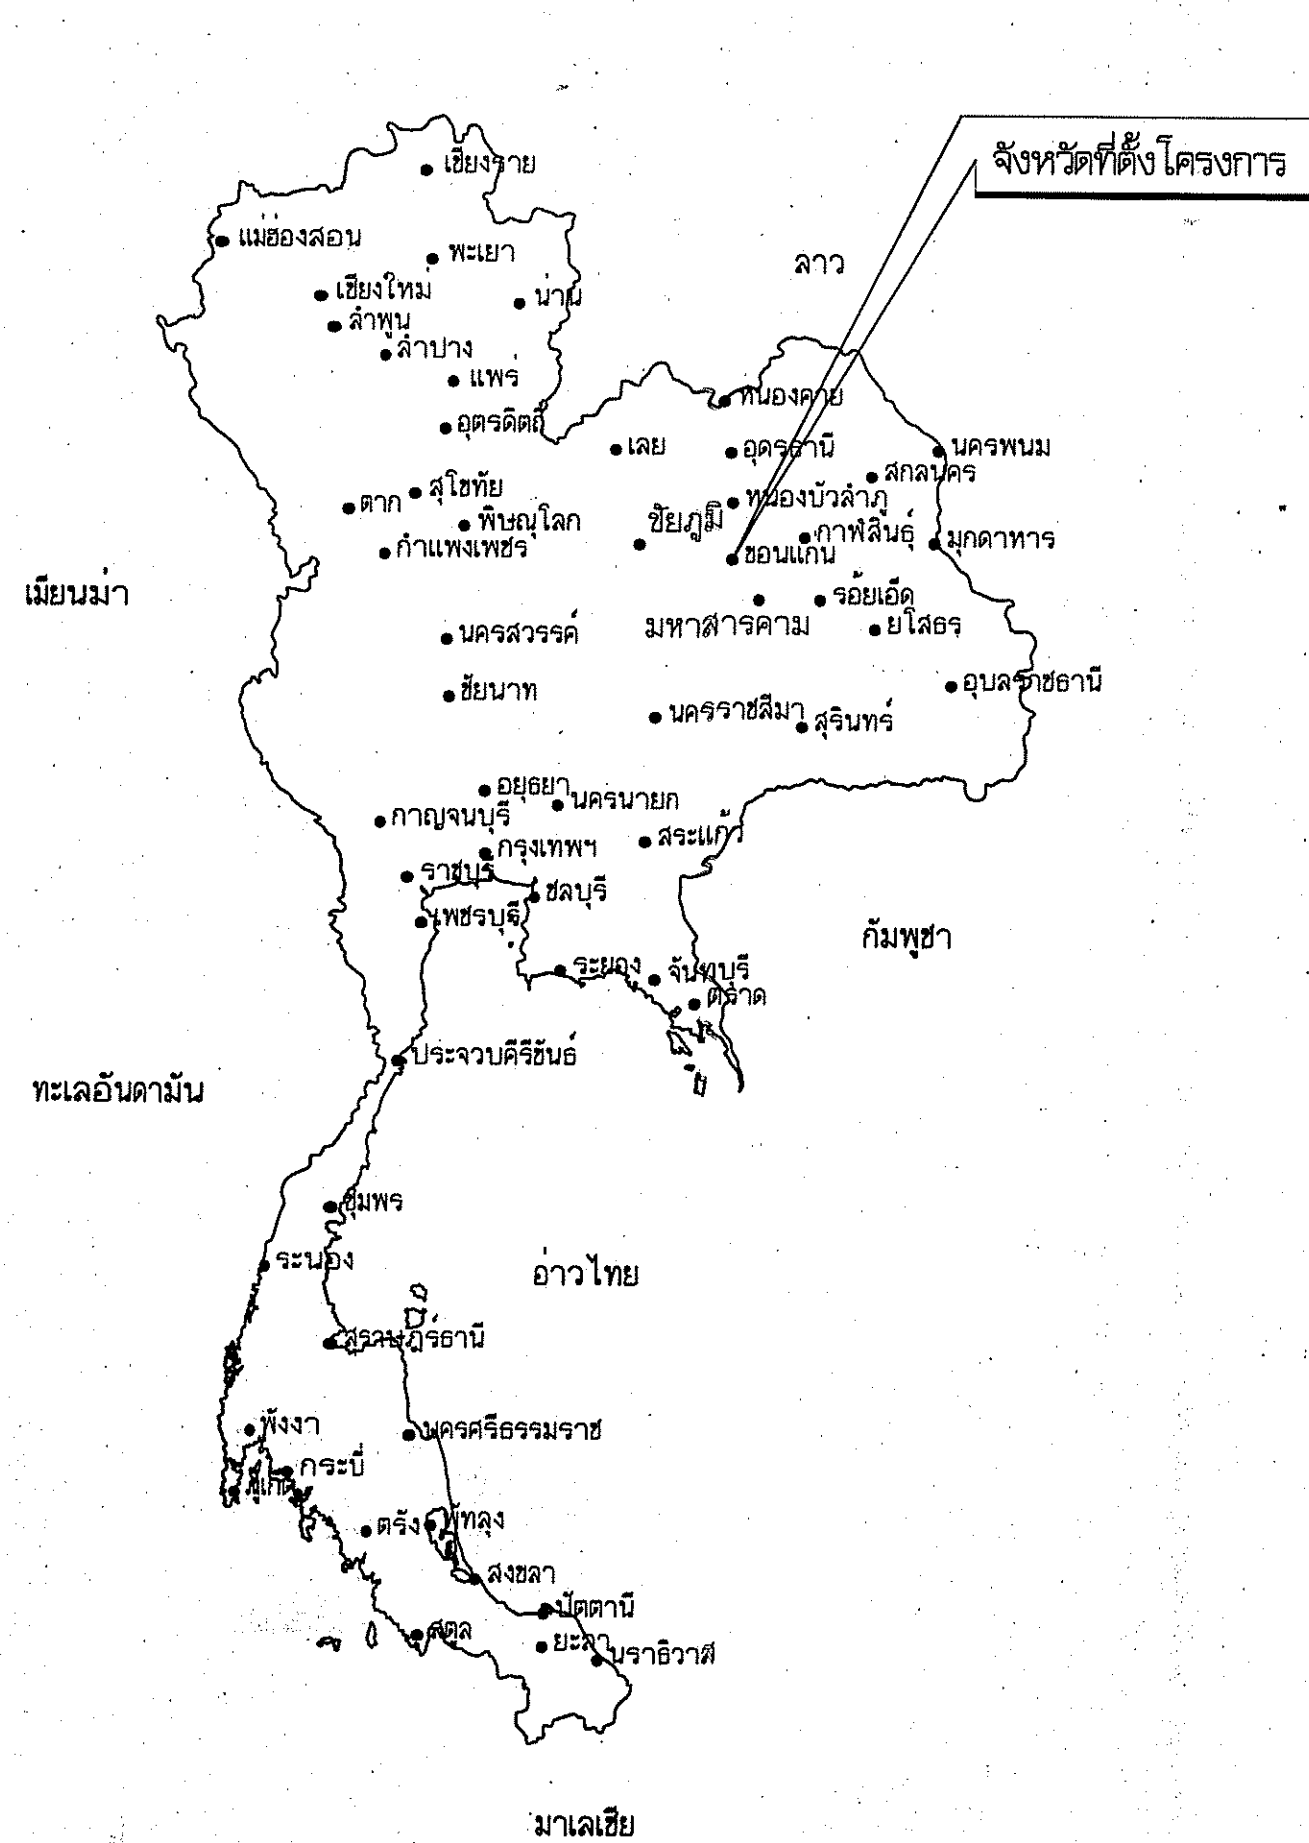 จังหวัดที่ตั้งโครงการ
เชียงราย
แม่ฮ่องสอน
พะเยา
ลาว
เชียงใหม่
น่าน
ลำพูน
ลำปาง
แพร่
หนองคาย
อุตรดิตถ์
เลย
อุดรธานี
นครพนม
สกลนคร
สุโขทัย
ตาก
หนองบัวลำภู
พิษณุโลก
ชัยภูมิ
กาฬสินธุ์
มุกดาหาร
กำแพงเพชร
ขอนแก่น
เมียนม่า
ร้อยเอ็ด
นครสวรรค์
มหาสารคาม
ยโสธร
ชัยนาท
อุบลราชธานี
นครราชสีมา
สุรินทร์
อยุธยา
นครนายก
กาญจนบุรี
สระแก้ว
กรุงเทพฯ
ราชบุรี
ชลบุรี
เพชรบุรี
กัมพูชา
ระยอง
จันทบุรี
ตราด
ประจวบคีรีขันธ์
ทะเลอันดามัน
ชุมพร
ระนอง
อ่าวไทย
สุราษฎร์ธานี
พังงา
นครศรีธรรมราช
กระบี่
ภูเก็ต
ตรัง
พัทลุง
สงขลา
ปัตตานี
สตูล
ยะลา
นราธิวาส
มาเลเซีย